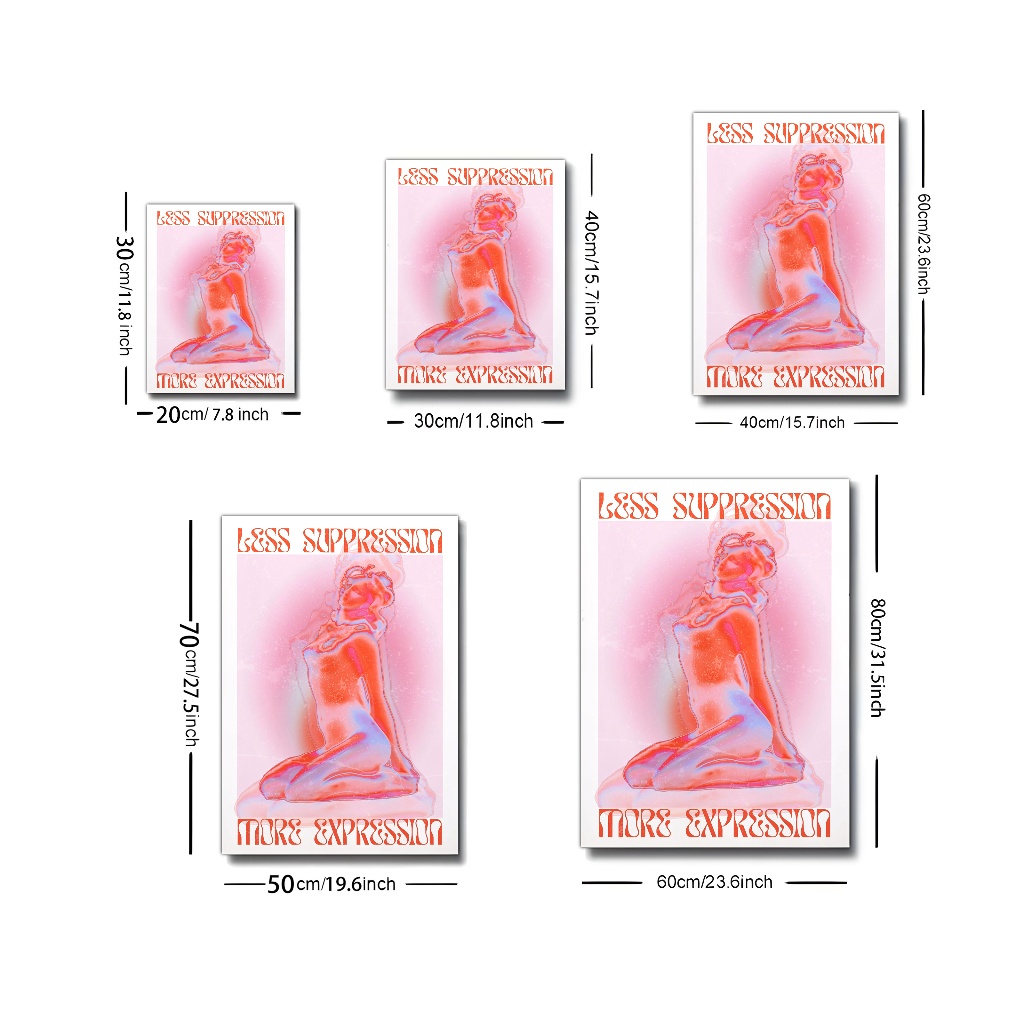 LESS SUPPRESSION
MORE EXPRESSION
30cm/11.8 inch
20cm/ 7.8 inch
LESS SUPPRESSION
MORE EXPRESSION
40cm/15.7inch
30cm/11.8inch
LESS SUPPRESSION
MORE EXPRESSION
60cm/23.6inch
40cm/15.7inch
LESS SUPPRESSION
MORE EXPRESSION
70cm/27.5inch
50cm/19.6inch
LESS SUPPRESSION
MORE EXPRESSION
80cm/31.5inch
60cm/23.6inch